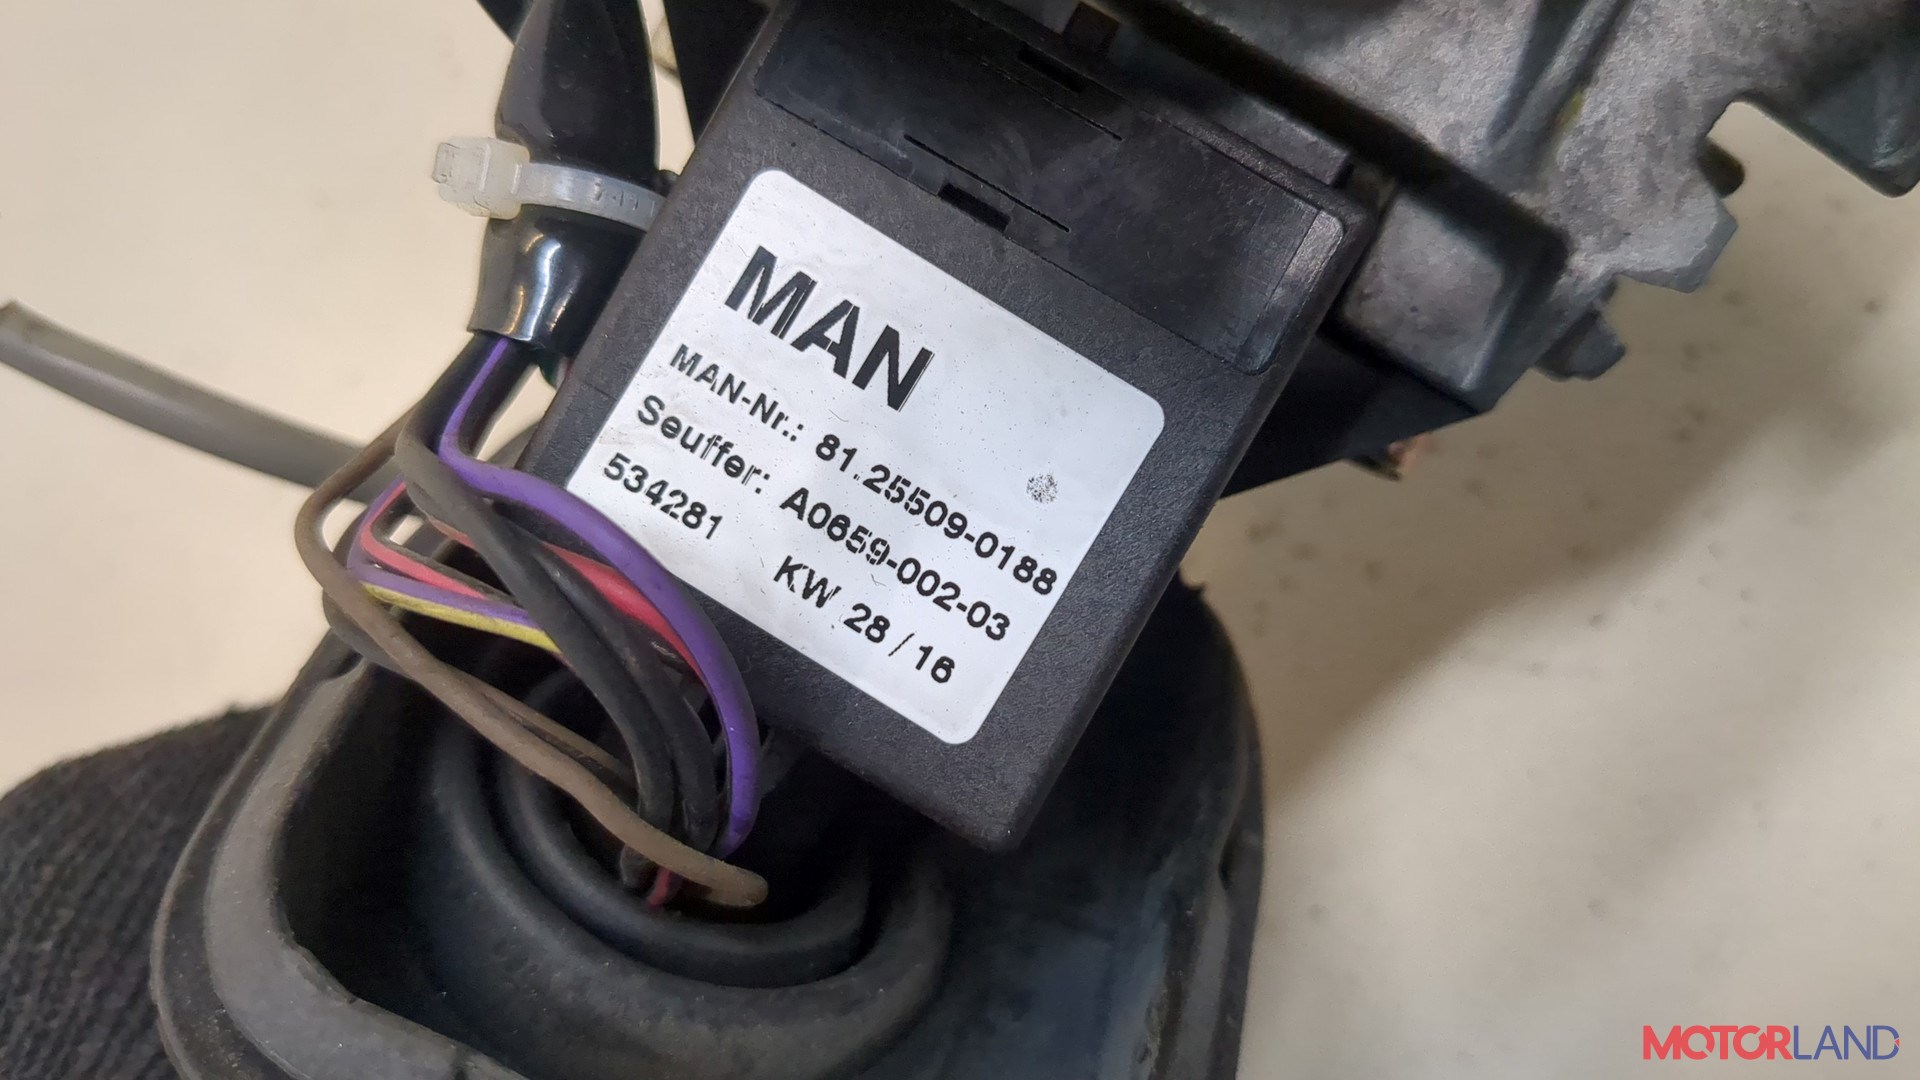 MAN
MAN-Nr.: 81.25509-0188
Seuffer: A0659-002-03
534281 KW 28 / 16
MOTORLAND